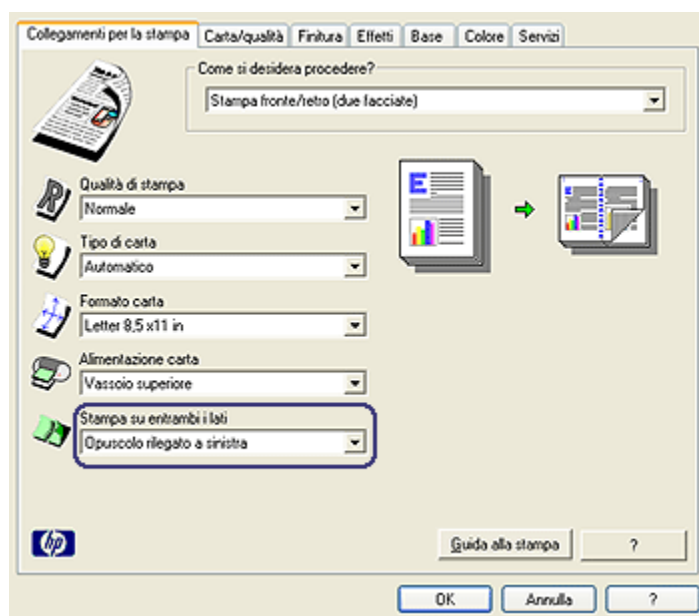 Collegamenti per la stampa Carta/qualità Finitura Effetti Base Colore Servizi
Come si desidera procedere?
Stampa fronte/retro (due facciate)
Qualità di stampa
Normale
Tipo di carta
Automatico
Formato carta
Letter 8,5 x11 in
Alimentazione carta
Vassoio superiore
Stampa su entrambi i lati
Opuscolo rilegato a sinistra
hp
Guida alla stampa ?
OK Annulla ?